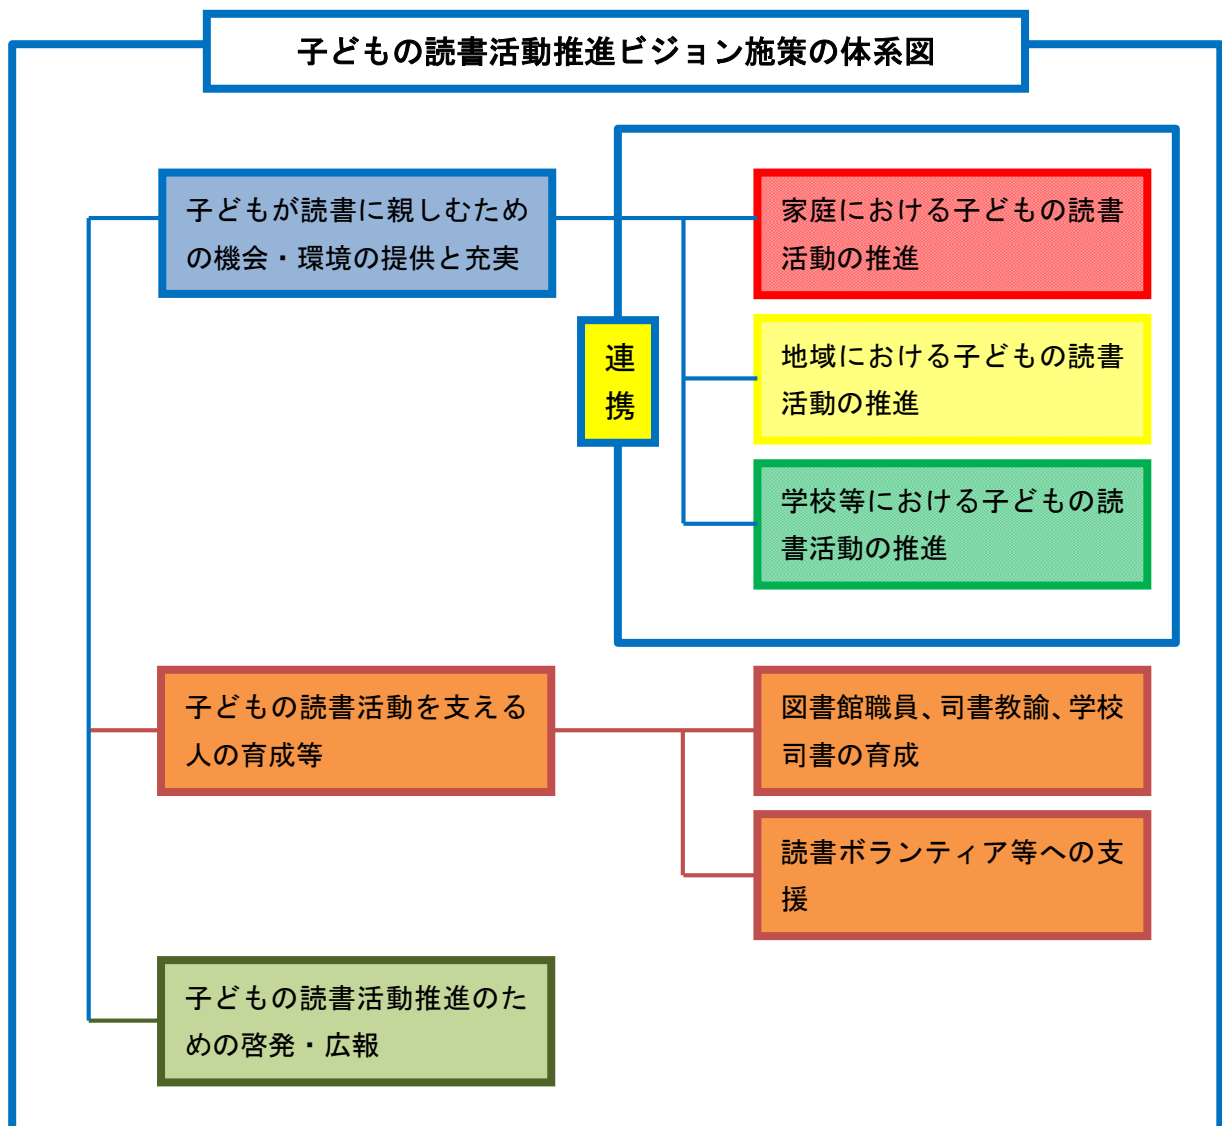 子どもの読書活動推進ビジョン施策の体系図
子どもが読書に親しむため
の機会・環境の提供と充実
連
携
家庭における子どもの読書
活動の推進
地域における子どもの読書
活動の推進
学校等における子どもの読
書活動の推進
子どもの読書活動を支える
人の育成等
図書館職員、司書教諭、学校
司書の育成
読書ボランティア等への支
援
子どもの読書活動推進のた
めの啓発・広報